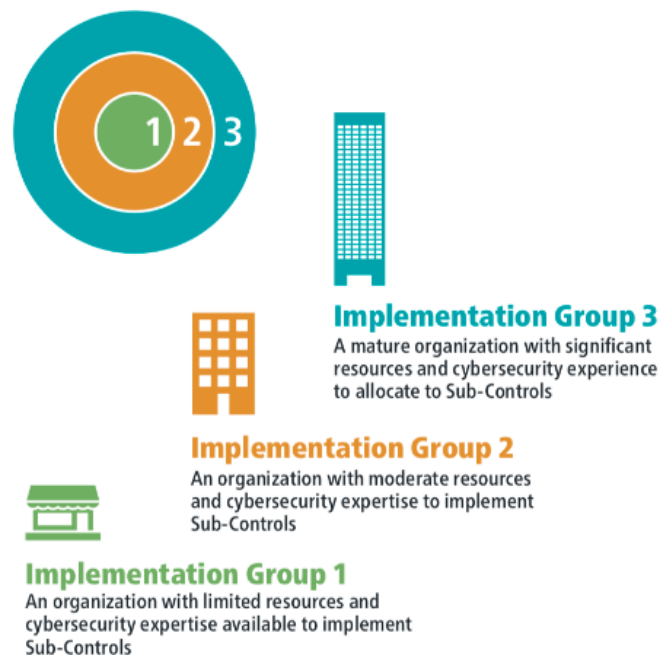 1 2 3
Implementation Group 3
A mature organization with significant
resources and cybersecurity experience
to allocate to Sub-Controls
Implementation Group 2
An organization with moderate resources
and cybersecurity expertise to implement
Sub-Controls
Implementation Group 1
An organization with limited resources and
cybersecurity expertise available to implement
Sub-Controls